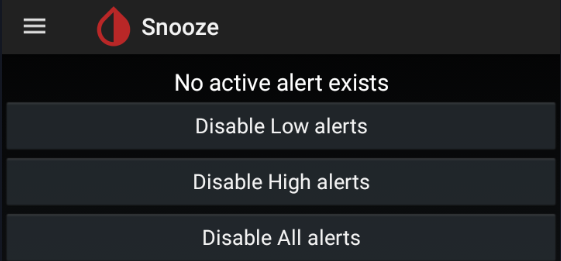 Snooze
No active alert exists
Disable Low alerts
Disable High alerts
Disable All alerts